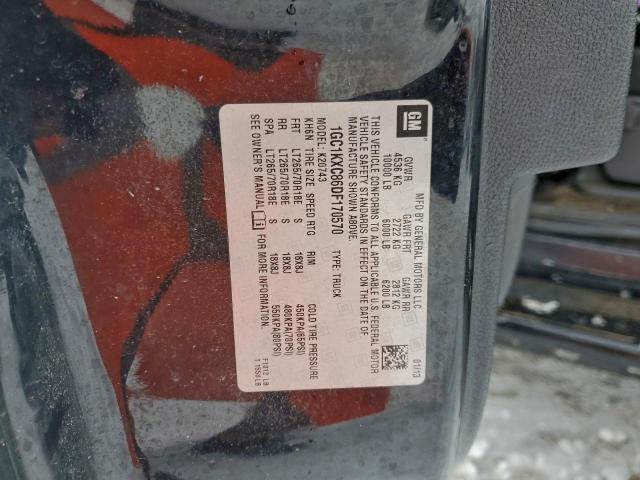 GM
MFD BY GENERAL MOTORS LLC 01/13
GVWR GAWR FRT GAWR RR
4536 KG 2722 KG 2812 KG
10000 LB 6000 LB 6200 LB
THIS VEHICLE CONFORMS TO ALL APPLICABLE U.S. FEDERAL MOTOR
VEHICLE SAFETY STANDARDS IN EFFECT ON THE DATE OF
MANUFACTURE SHOWN ABOVE.
1GC1KXC86DF170570 TYPE: TRUCK
MODEL: K20743
KH6N TIRE SIZE SPEED RTG RIM COLD TIRE PRESSURE
FRT LT265/70R18E S 18X8J 450KPA(65PSI)
RR LT265/70R18E S 18X8J 480KPA(70PSI)
SPA LT265/70R18E S 18X8J 550KPA(80PSI)
SEE OWNER'S MANUAL i FOR MORE INFORMATION.